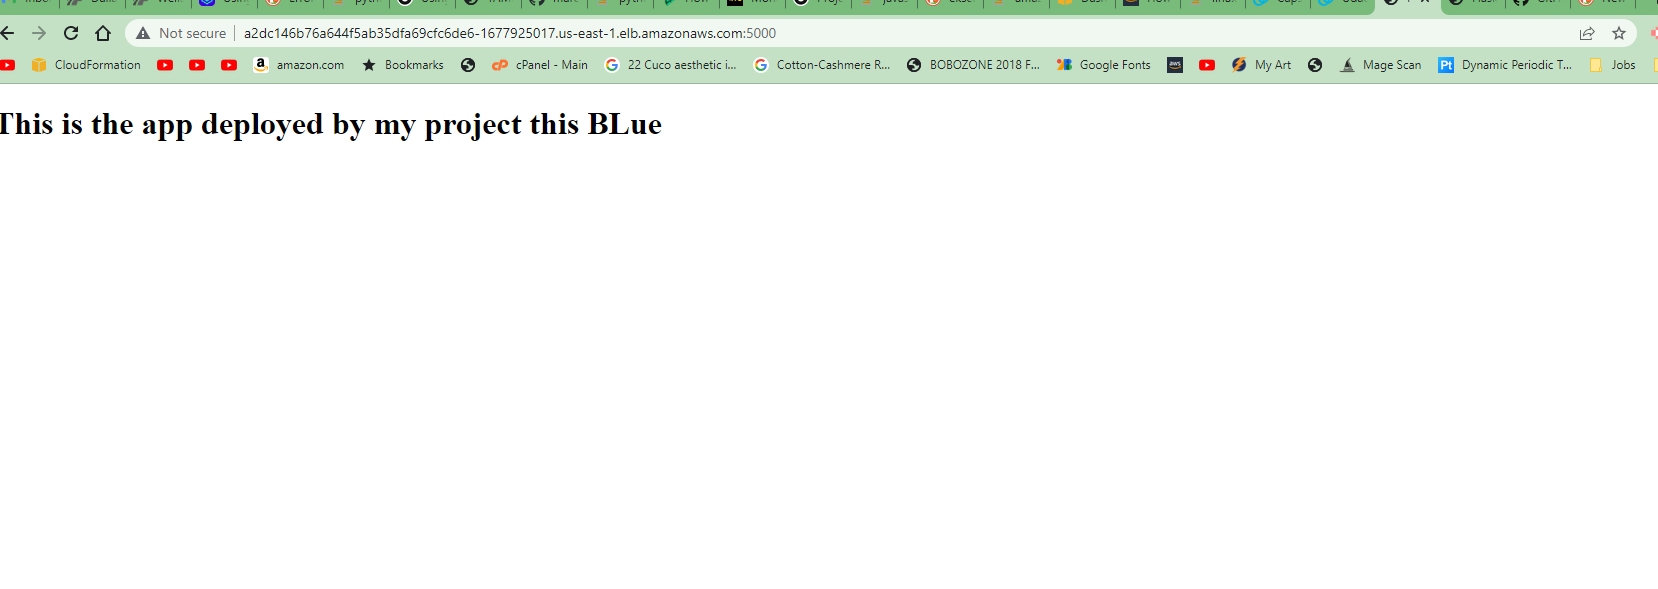 Not secure
a2dc146b76a644f5ab35dfa69cfc6de6-1677925017.us-east-1.elb.amazonaws.com:5000
CloudFormation amazon.com Bookmarks cPanel - Main 22 Cuco aesthetic i... Cotton-Cashmere R... BOBOZONE 2018 F... Google Fonts aws My Art Mage Scan Pt Dynamic Periodic T... Jobs
This is the app deployed by my project this BLue